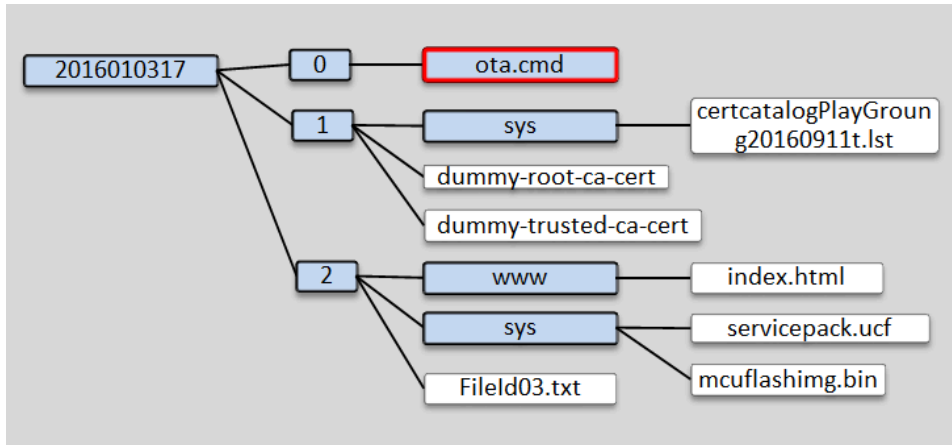 2016010317
0
ota.cmd
1
sys
certcatalogPlayGroun
g20160911t.lst
dummy-root-ca-cert
dummy-trusted-ca-cert
2
www
index.html
sys
servicepack.ucf
mcuflashimg.bin
FileId03.txt